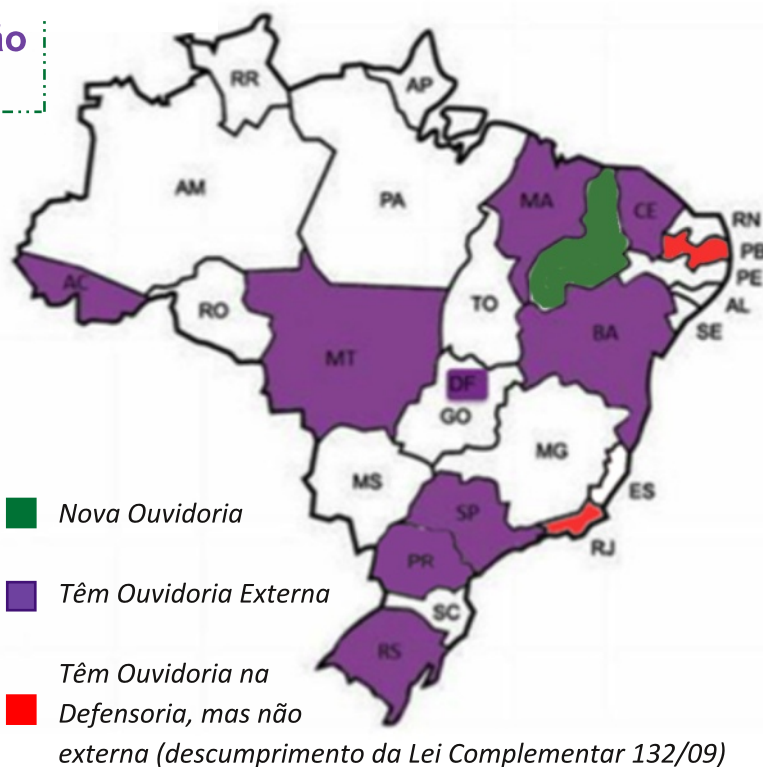 ão
RR
AP
AM
PA
MA
CE
RN
PB
PE
AL
SE
AC
RO
TO
BA
MT
DF
GO
MG
ES
MS
SP
RJ
PR
SC
RS
Nova Ouvidoria
Têm Ouvidoria Externa
Têm Ouvidoria na
Defensoria, mas não
externa (descumprimento da Lei Complementar 132/09)